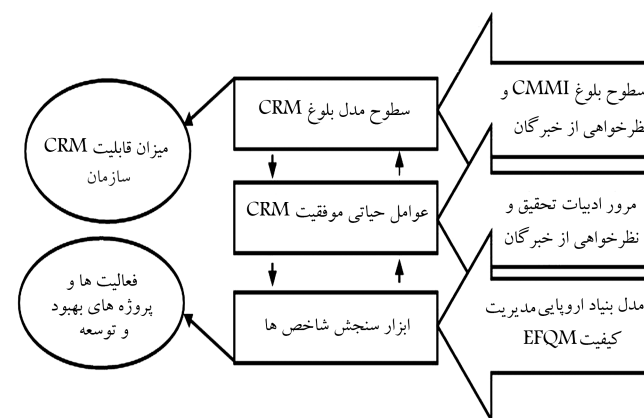 سطوح بلوغ CMMI و
نظرخواهی از خبرگان
سطوح مدل بلوغ CRM
میزان قابلیت CRM
سازمان
مرور ادبیات تحقیق و
نظرخواهی از خبرگان
عوامل حیاتی موفقیت CRM
مدل بنیاد اروپایی مدیریت
کیفیت EFQM
ابزار سنجش شاخص ها
فعالیت ها و
پروژه های بهبود
و توسعه